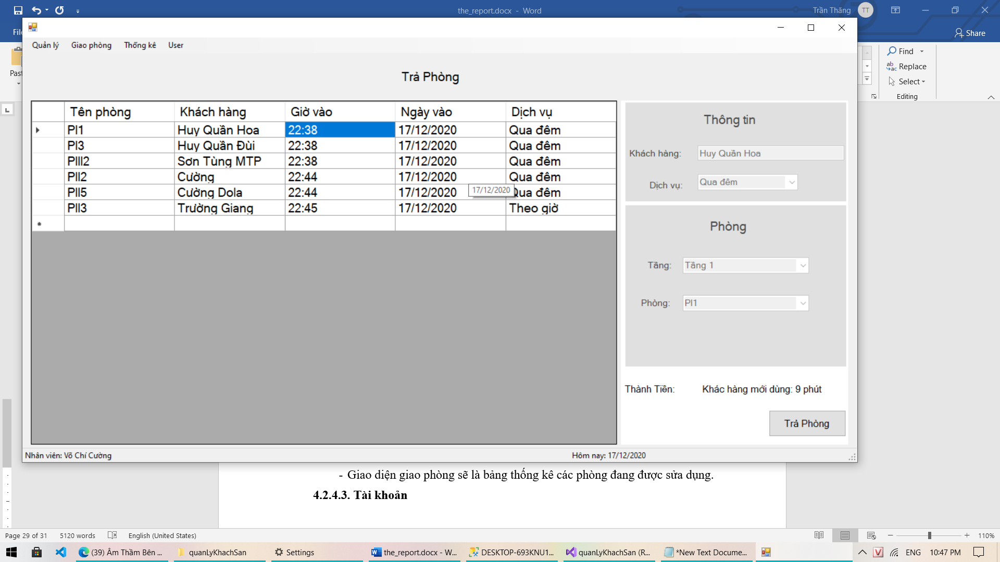 the_report.docx - Word
Trần Thăng
TT
Share
Quản lý
Giao phòng
Thống kê
User
Find
Replace
Select
Editing
Trả Phòng
Tên phòng Khách hàng Giờ vào Ngày vào Dịch vụ
PI1 Huy Quần Hoa 22:38 17/12/2020 Qua đêm
PI3 Huy Quần Đùi 22:38 17/12/2020 Qua đêm
PIII2 Sơn Tùng MTP 22:38 17/12/2020 Qua đêm
PII2 Cường 22:44 17/12/2020 Qua đêm
17/12/2020
PII5 Cường Dola 22:44 17/12/2020 Qua đêm
PII3 Trường Giang 22:45 17/12/2020 Theo giờ
Thông tin
Khách hàng: Huy Quần Hoa
Dịch vụ: Qua đêm
Phòng
Tầng: Tầng 1
Phòng: PI1
Thành Tiền: Khác hàng mới dùng: 9 phút
Trả Phòng
Nhân viên: Võ Chí Cường
Hôm nay: 17/12/2020
- Giao diện giao phòng sẽ là bảng thống kê các phòng đang được sửa dụng.
4.2.4.3. Tài khoản
Page 29 of 31
5120 words
English (United States)
110%
(39) Âm Thầm Bên ...
quanLyKhachSan
Settings
the_report.docx - W...
DESKTOP-693KNU1...
quanLyKhachSan (R...
*New Text Docume...
ENG
10:47 PM